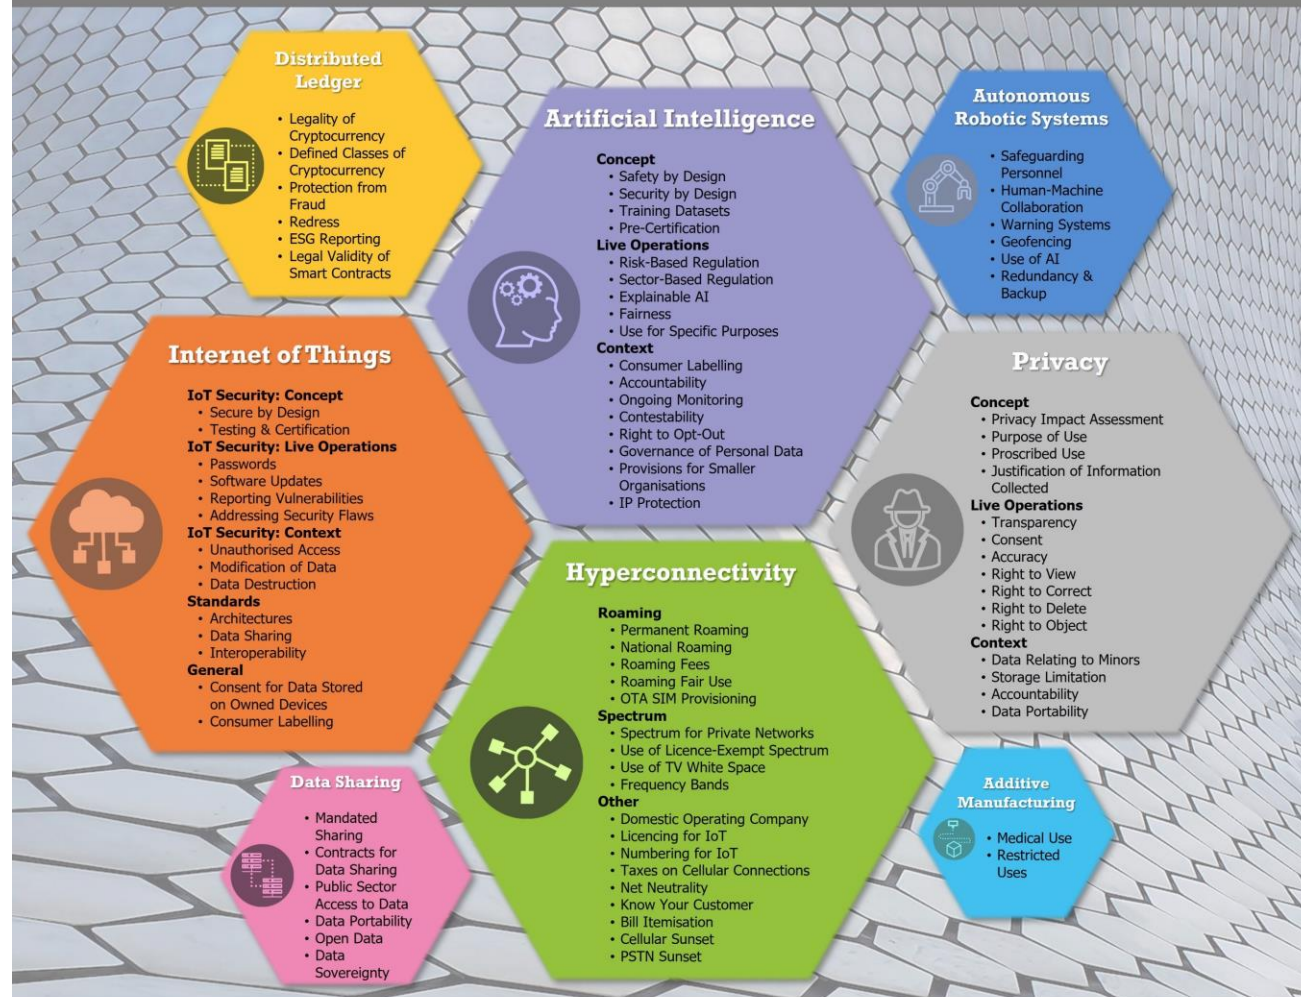 Distributed
Ledger
• Legality of
Cryptocurrency
• Defined Classes of
Cryptocurrency
• Protection from
Fraud
• Redress
• ESG Reporting
• Legal Validity of
Smart Contracts
Artificial Intelligence
Concept
• Safety by Design
• Security by Design
• Training Datasets
• Pre-Certification
Live Operations
• Risk-Based Regulation
• Sector-Based Regulation
• Explainable AI
• Fairness
• Use for Specific Purposes
Context
• Consumer Labelling
• Accountability
• Ongoing Monitoring
• Contestability
• Right to Opt-Out
• Governance of Personal Data
• Provisions for Smaller
Organisations
• IP Protection
Autonomous
Robotic Systems
• Safeguarding
Personnel
• Human-Machine
Collaboration
• Warning Systems
• Geofencing
• Use of AI
• Redundancy &
Backup
Internet of Things
IoT Security: Concept
• Secure by Design
• Testing & Certification
IoT Security: Live Operations
• Passwords
• Software Updates
• Reporting Vulnerabilities
• Addressing Security Flaws
IoT Security: Context
• Unauthorised Access
• Modification of Data
• Data Destruction
Standards
• Architectures
• Data Sharing
• Interoperability
General
• Consent for Data Stored
on Owned Devices
• Consumer Labelling
Privacy
Concept
• Privacy Impact Assessment
• Purpose of Use
• Proscribed Use
• Justification of Information
Collected
Live Operations
• Transparency
• Consent
• Accuracy
• Right to View
• Right to Correct
• Right to Delete
• Right to Object
Context
• Data Relating to Minors
• Storage Limitation
• Accountability
• Data Portability
Hyperconnectivity
Roaming
• Permanent Roaming
• National Roaming
• Roaming Fees
• Roaming Fair Use
• OTA SIM Provisioning
Spectrum
• Spectrum for Private Networks
• Use of Licence-Exempt Spectrum
• Use of TV White Space
• Frequency Bands
Other
• Domestic Operating Company
• Licencing for IoT
• Numbering for IoT
• Taxes on Cellular Connections
• Net Neutrality
• Know Your Customer
• Bill Itemisation
• Cellular Sunset
• PSTN Sunset
Data Sharing
• Mandated
Sharing
• Contracts for
Data Sharing
• Public Sector
Access to Data
• Data Portability
• Open Data
• Data
Sovereignty
Additive
Manufacturing
• Medical Use
• Restricted
Uses